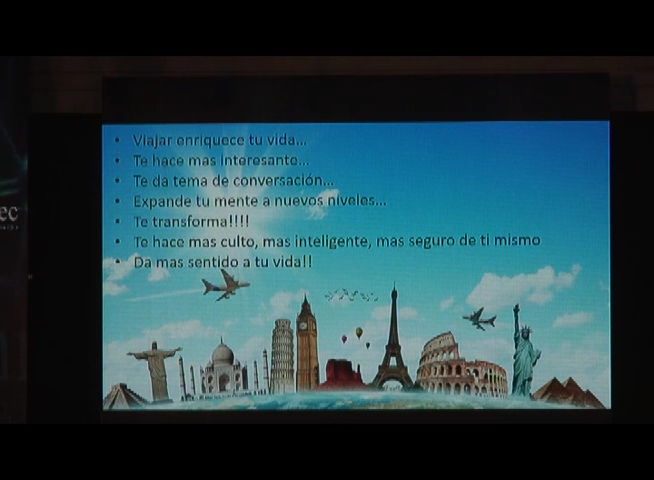 • Viajar enriquece tu vida...
• Te hace mas interesante...
• Te da tema de conversación...
• Expande tu mente a nuevos niveles...
• Te transforma!!!!
• Te hace mas culto, mas inteligente, mas seguro de ti mismo
• Da mas sentido a tu vida!!
ec